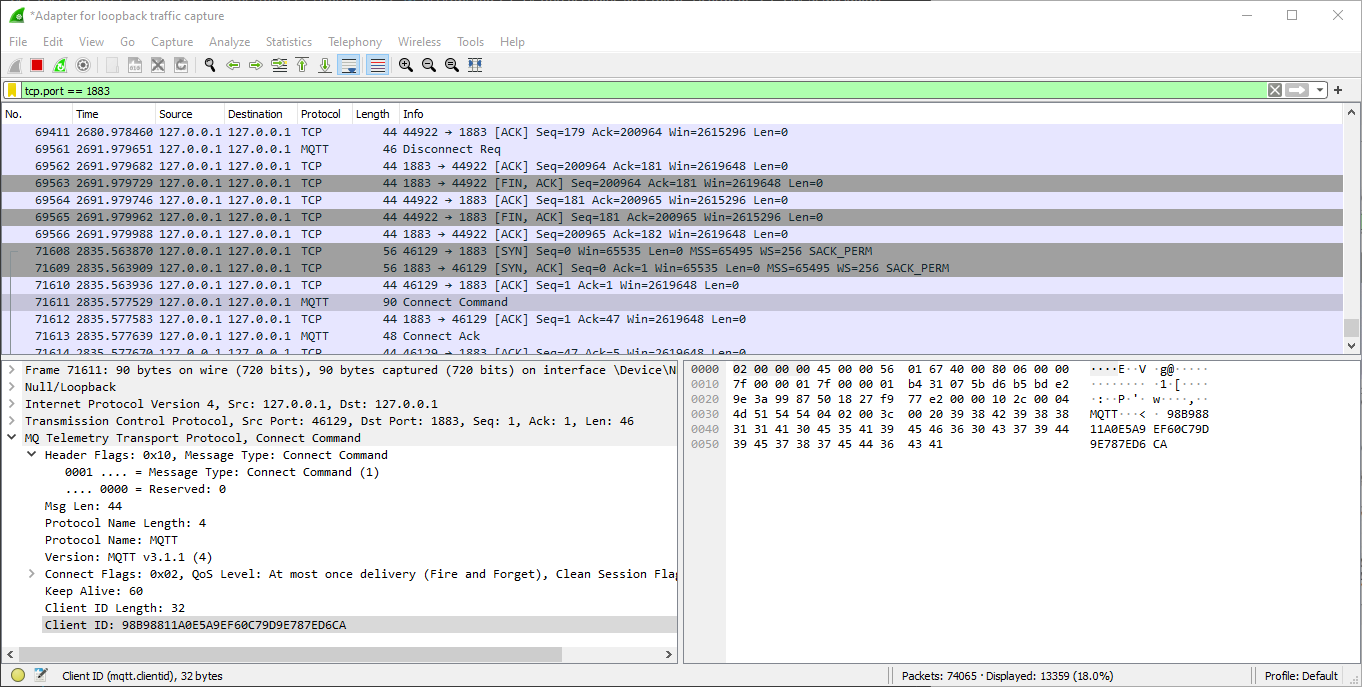 *Adapter for loopback traffic capture
File Edit View Go Capture Analyze Statistics Telephony Wireless Tools Help
tcp.port == 1883
No. Time Source Destination Protocol Length Info
69411 2680.978460 127.0.0.1 127.0.0.1 TCP 44 44922 → 1883 [ACK] Seq=179 Ack=200964 Win=2615296 Len=0
69561 2691.979651 127.0.0.1 127.0.0.1 MQTT 46 Disconnect Req
69562 2691.979682 127.0.0.1 127.0.0.1 TCP 44 1883 → 44922 [ACK] Seq=200964 Ack=181 Win=2619648 Len=0
69563 2691.979729 127.0.0.1 127.0.0.1 TCP 44 1883 → 44922 [FIN, ACK] Seq=200964 Ack=181 Win=2619648 Len=0
69564 2691.979746 127.0.0.1 127.0.0.1 TCP 44 44922 → 1883 [ACK] Seq=181 Ack=200965 Win=2615296 Len=0
69565 2691.979962 127.0.0.1 127.0.0.1 TCP 44 44922 → 1883 [FIN, ACK] Seq=181 Ack=200965 Win=2615296 Len=0
69566 2691.979988 127.0.0.1 127.0.0.1 TCP 44 1883 → 44922 [ACK] Seq=200965 Ack=182 Win=2619648 Len=0
71608 2835.563870 127.0.0.1 127.0.0.1 TCP 56 46129 → 1883 [SYN] Seq=0 Win=65535 Len=0 MSS=65495 WS=256 SACK_PERM
71609 2835.563909 127.0.0.1 127.0.0.1 TCP 56 1883 → 46129 [SYN, ACK] Seq=0 Ack=1 Win=65535 Len=0 MSS=65495 WS=256 SACK_PERM
71610 2835.563936 127.0.0.1 127.0.0.1 TCP 44 46129 → 1883 [ACK] Seq=1 Ack=1 Win=2619648 Len=0
71611 2835.577529 127.0.0.1 127.0.0.1 MQTT 90 Connect Command
71612 2835.577583 127.0.0.1 127.0.0.1 TCP 44 1883 → 46129 [ACK] Seq=1 Ack=47 Win=2619648 Len=0
71613 2835.577639 127.0.0.1 127.0.0.1 MQTT 48 Connect Ack
71614 2835.577670 127.0.0.1 127.0.0.1 TCP 44 46129 → 1883 [ACK] Seq=47 Ack=5 Win=2619648 Len=0
Frame 71611: 90 bytes on wire (720 bits), 90 bytes captured (720 bits) on interface \Device\N
Null/Loopback
Internet Protocol Version 4, Src: 127.0.0.1, Dst: 127.0.0.1
Transmission Control Protocol, Src Port: 46129, Dst Port: 1883, Seq: 1, Ack: 1, Len: 46
MQ Telemetry Transport Protocol, Connect Command
Header Flags: 0x10, Message Type: Connect Command
0001 .... = Message Type: Connect Command (1)
.... 0000 = Reserved: 0
Msg Len: 44
Protocol Name Length: 4
Protocol Name: MQTT
Version: MQTT v3.1.1 (4)
Connect Flags: 0x02, QoS Level: At most once delivery (Fire and Forget), Clean Session Flag
Keep Alive: 60
Client ID Length: 32
Client ID: 98B98811A0E5A9EF60C79D9E787ED6CA
0000 02 00 00 00 45 00 00 56 01 67 40 00 80 06 00 00 ····E··V ·g@·····
0010 7f 00 00 01 7f 00 00 01 b4 31 07 5b d6 b5 bd e2 ········ ·1·[····
0020 9e 3a 99 87 50 18 27 f9 77 e2 00 00 10 2c 00 04 ·:··P·'· w····,··
0030 4d 51 54 54 04 02 00 3c 00 20 39 38 42 39 38 38 MQTT···< · 98B988
0040 31 31 41 30 45 35 41 39 45 46 36 30 43 37 39 44 11A0E5A9 EF60C79D
0050 39 45 37 38 37 45 44 36 43 41 9E787ED6 CA
Client ID (mqtt.clientid), 32 bytes
Packets: 74065 · Displayed: 13359 (18.0%)
Profile: Default